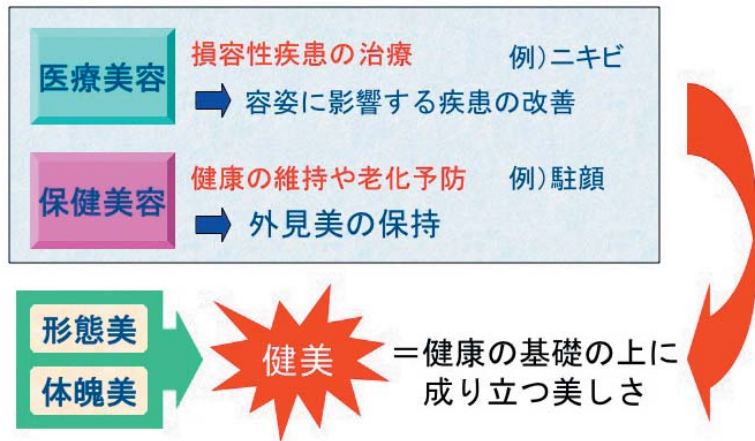 医療美容
損容性疾患の治療 例)ニキビ
容姿に影響する疾患の改善
保健美容
健康の維持や老化予防 例)駐顔
外見美の保持
形態美
体魄美
健美
＝健康の基礎の上に
成り立つ美しさ